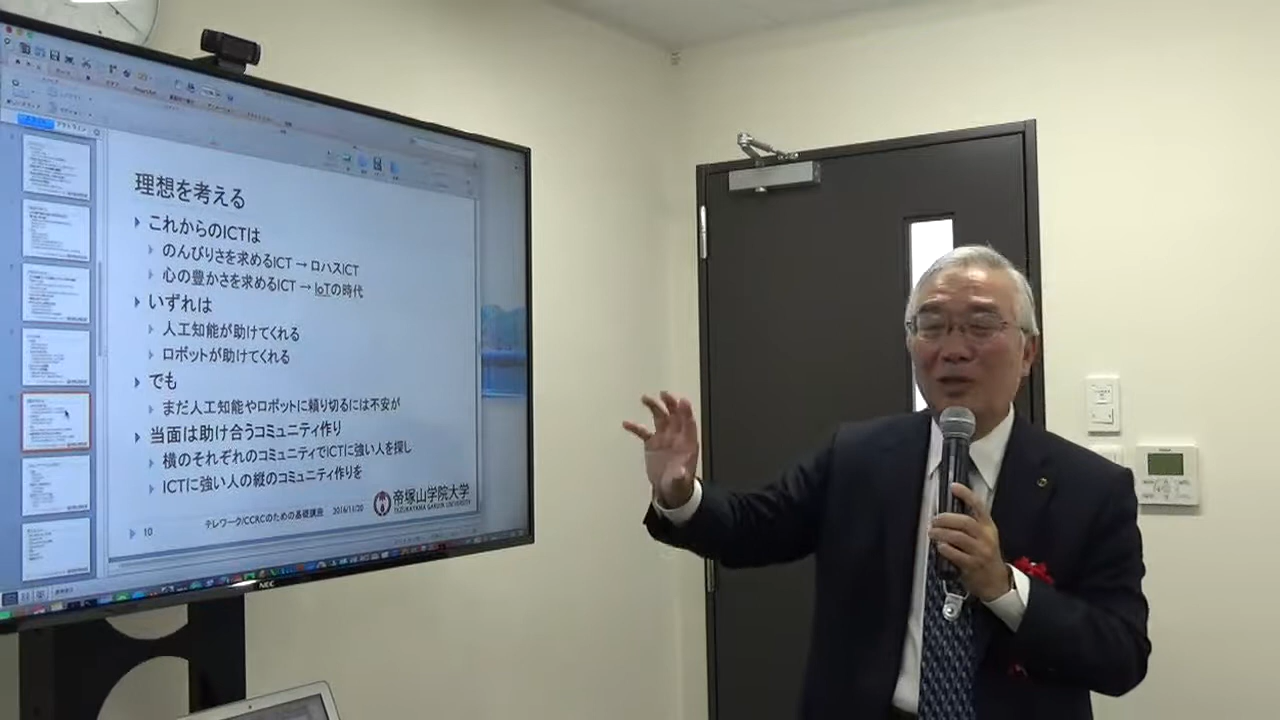 理想を考える
これからのICTは
のんびりさを求めるICT → ロハスICT
心の豊かさを求めるICT → IoTの時代
いずれは
人工知能が助けてくれる
ロボットが助けてくれる
でも
まだ人工知能やロボットに頼り切るには不安が
当面は助け合うコミュニティ作り
横のそれぞれのコミュニティでICTに強い人を探し
ICTに強い人の縦のコミュニティ作りを
帝塚山学院大学
TEZUKAYAMA GAKUIN UNIVERSITY
テレワーク/CCRCのための基礎講座 2016/11/20
10
NEC